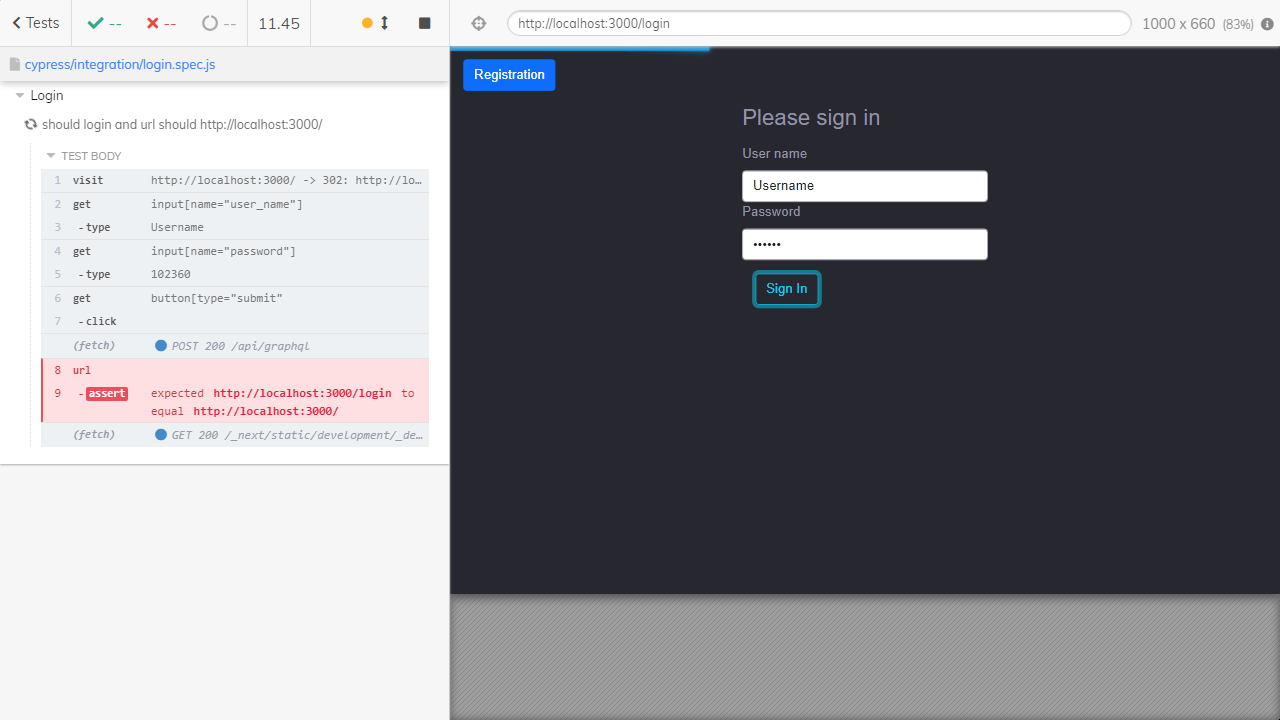 Tests
--
--
--
11.45
http://localhost:3000/login
1000 x 660 (83%)
cypress/integration/login.spec.js
Login
should login and url should http://localhost:3000/
TEST BODY
1 visit http://localhost:3000/ -> 302: http://lo…
2 get input[name="user_name"]
3 -type Username
4 get input[name="password"]
5 -type 102360
6 get button[type="submit"
7 -click
(fetch) POST 200 /api/graphql
8 url
9 -assert expected http://localhost:3000/login to
equal http://localhost:3000/
(fetch) GET 200 /_next/static/development/_de…
Registration
Please sign in
User name
Username
Password
••••••
Sign In